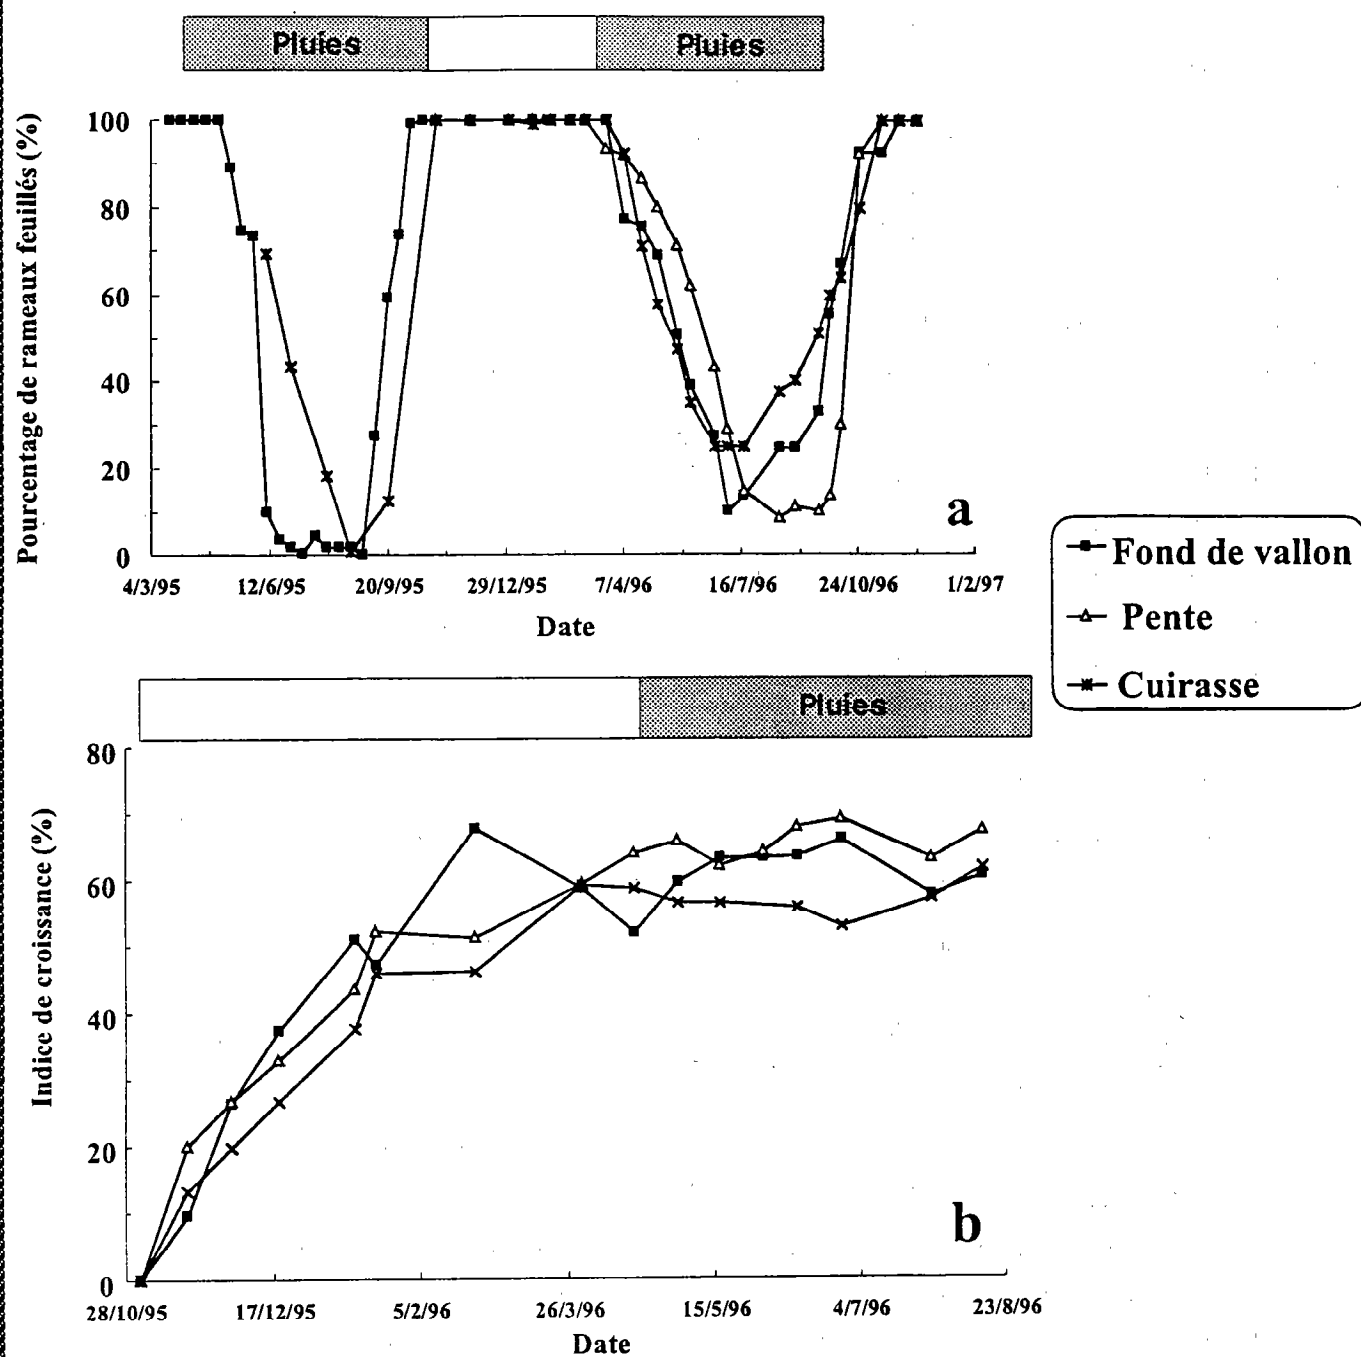 Pluies Pluies
Pourcentage de rameaux feuillés (%)
100
80
60
40
20
0
4/3/95 12/6/95 20/9/95 29/12/95 7/4/96 16/7/96 24/10/96 1/2/97
Date
a
Fond de vallon
Pente
Cuirasse
Pluies
Indice de croissance (%)
80
60
40
20
0
28/10/95 17/12/95 5/2/96 26/3/96 15/5/96 4/7/96 23/8/96
Date
b